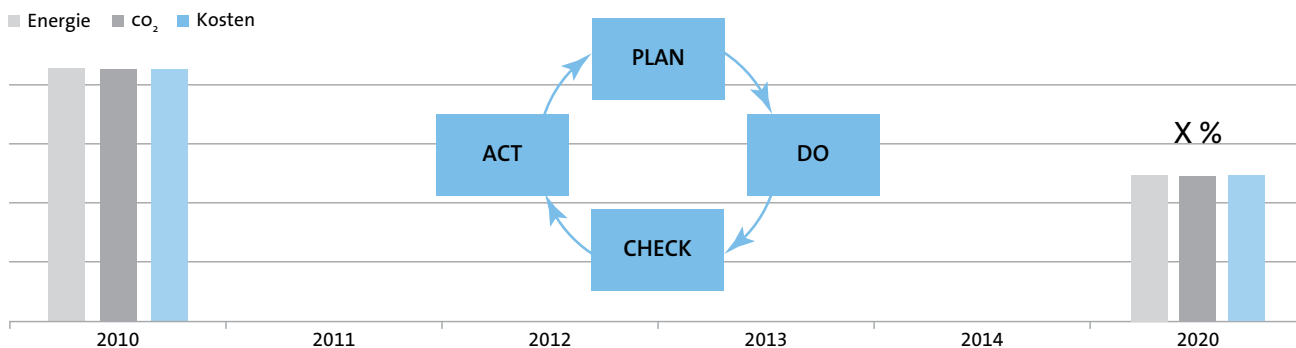 Energie CO₂ Kosten
PLAN
ACT
DO
X %
CHECK
2010 2011 2012 2013 2014 2020